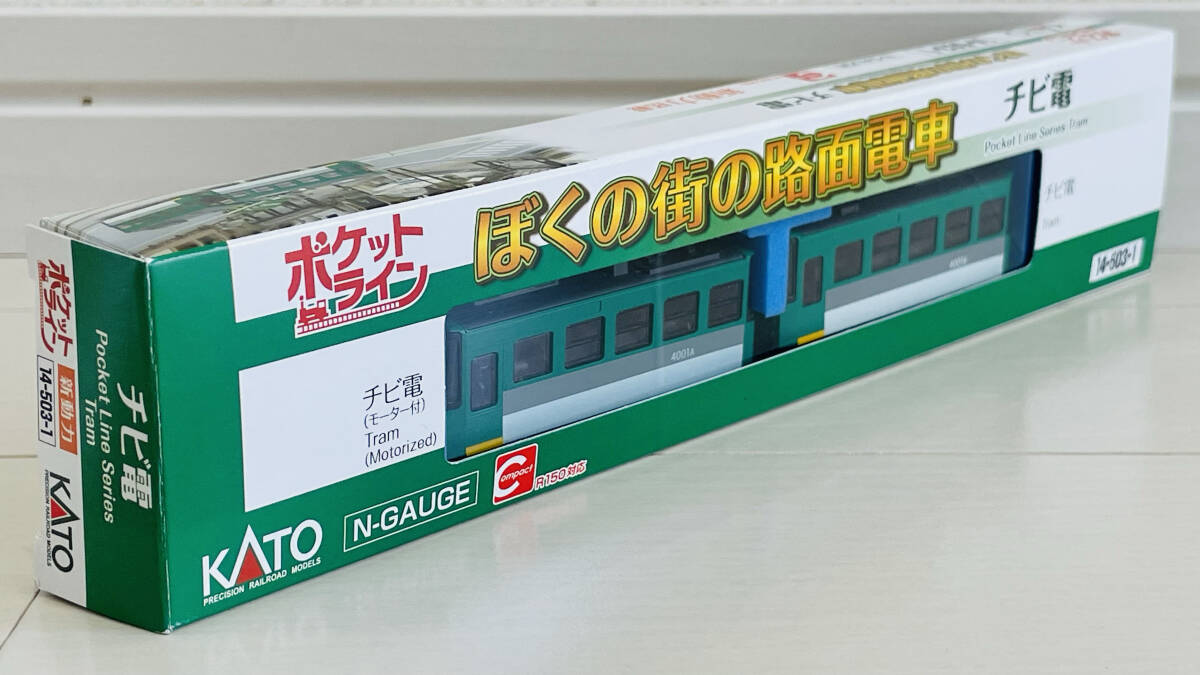 ポケット
ライン
ぼくの街の路面電車
チビ電
Pocket Line Series Tram
チビ電
Tram
14-503-1
4001A
チビ電
(モーター付)
Tram
(Motorized)
Compact
R150対応
N-GAUGE
KATO
PRECISION RAILROAD MODELS
ポケット
ライン
新動力
14-503-1
チビ電
Pocket Line Series
Tram
KATO
PRECISION RAILROAD MODELS
チビ電